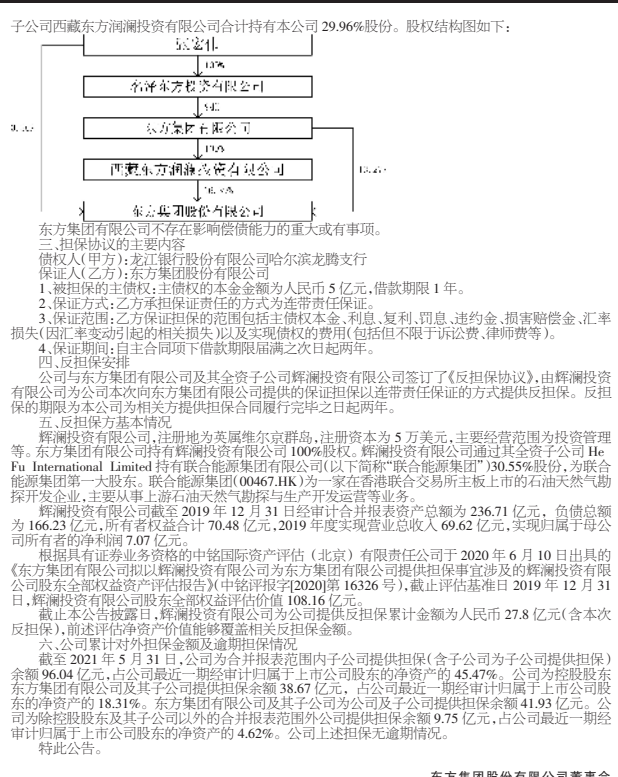 子公司西藏东方润澜投资有限公司合计持有本公司 29.96%股份。股权结构图如下：
名泽东方投资有限公司
东方集团有限公司
西藏东方润澜投资有限公司
东方集团股份有限公司
东方集团有限公司不存在影响偿债能力的重大或有事项。
三、担保协议的主要内容
债权人（甲方）：龙江银行股份有限公司哈尔滨龙腾支行
保证人（乙方）：东方集团股份有限公司
1、被担保的主债权：主债权的本金金额为人民币 5 亿元，借款期限 1 年。
2、保证方式：乙方承担保证责任的方式为连带责任保证。
3、保证范围：乙方保证担保的范围包括主债权本金、利息、复利、罚息、违约金、损害赔偿金、汇率
损失（因汇率变动引起的相关损失）以及实现债权的费用（包括但不限于诉讼费、律师费等）。
4、保证期间：自主合同项下借款期限届满之次日起两年。
四、反担保安排
公司与东方集团有限公司及其全资子公司辉澜投资有限公司签订了《反担保协议》，由辉澜投资
有限公司为公司本次向东方集团有限公司提供的保证担保以连带责任保证的方式提供反担保。反担
保的期限为本公司为相关方提供担保合同履行完毕之日起两年。
五、反担保方基本情况
辉澜投资有限公司，注册地为英属维尔京群岛，注册资本为 5 万美元，主要经营范围为投资管理
等。东方集团有限公司持有辉澜投资有限公司 100%股权。辉澜投资有限公司通过其全资子公司 He
Fu International Limited 持有联合能源集团有限公司（以下简称“联合能源集团”）30.55%股份，为联合
能源集团第一大股东。联合能源集团（00467.HK）为一家在香港联合交易所主板上市的石油天然气勘
探开发企业，主要从事上游石油天然气勘探与生产开发运营等业务。
辉澜投资有限公司截至 2019 年 12 月 31 日经审计合并报表资产总额为 236.71 亿元，负债总额
为 166.23 亿元，所有者权益合计 70.48 亿元，2019 年度实现营业总收入 69.62 亿元，实现归属于母公
司所有者的净利润 7.07 亿元。
根据具有证券业务资格的中铭国际资产评估（北京）有限责任公司于 2020 年 6 月 10 日出具的
《东方集团有限公司拟以辉澜投资有限公司为东方集团有限公司提供担保事宜涉及的辉澜投资有限
公司股东全部权益资产评估报告》（中铭评报字[2020]第 16326 号），截止评估基准日 2019 年 12 月 31
日，辉澜投资有限公司股东全部权益评估价值 108.16 亿元。
截止本公告披露日，辉澜投资有限公司为公司提供反担保累计金额为人民币 27.8 亿元（含本次
反担保），前述评估净资产价值能够覆盖相关反担保金额。
六、公司累计对外担保金额及逾期担保情况
截至 2021 年 5 月 31 日，公司为合并报表范围内子公司提供担保（含子公司为子公司提供担保）
余额 96.04 亿元，占公司最近一期经审计归属于上市公司股东的净资产的 45.47%。公司为控股股东
东方集团有限公司及其子公司提供担保余额 38.67 亿元，占公司最近一期经审计归属于上市公司股
东的净资产的 18.31%。东方集团有限公司及其子公司为公司及子公司提供担保余额 41.93 亿元。公
司为除控股股东及其子公司以外的合并报表范围外公司提供担保余额 9.75 亿元，占公司最近一期经
审计归属于上市公司股东的净资产的 4.62%。公司上述担保无逾期情况。
特此公告。
东方集团股份有限公司董事会